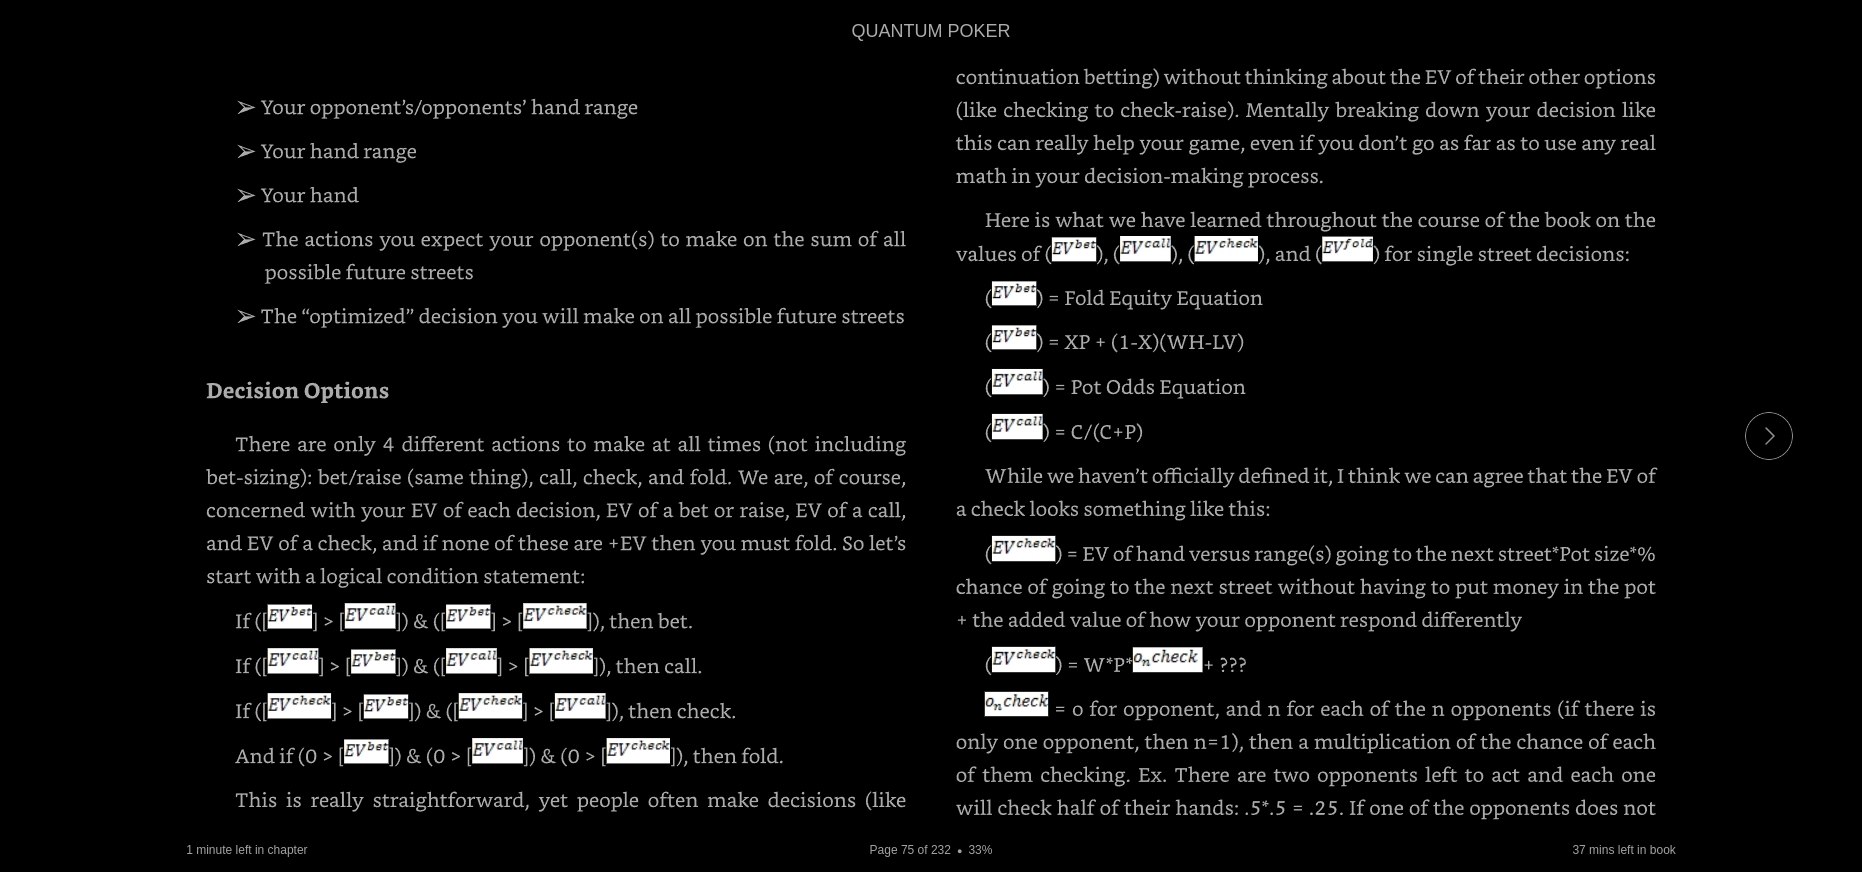 QUANTUM POKER
➢ Your opponent’s/opponents’ hand range
➢ Your hand range
➢ Your hand
➢ The actions you expect your opponent(s) to make on the sum of all
possible future streets
➢ The “optimized” decision you will make on all possible future streets
Decision Options
There are only 4 different actions to make at all times (not including
bet-sizing): bet/raise (same thing), call, check, and fold. We are, of course,
concerned with your EV of each decision, EV of a bet or raise, EV of a call,
and EV of a check, and if none of these are +EV then you must fold. So let’s
start with a logical condition statement:
If ([EV^bet] > [EV^call]) & ([EV^bet] > [EV^check]), then bet.
If ([EV^call] > [EV^bet]) & ([EV^call] > [EV^check]), then call.
If ([EV^check] > [EV^bet]) & ([EV^check] > [EV^call]), then check.
And if (0 > [EV^bet]) & (0 > [EV^call]) & (0 > [EV^check]), then fold.
This is really straightforward, yet people often make decisions (like
continuation betting) without thinking about the EV of their other options
(like checking to check-raise). Mentally breaking down your decision like
this can really help your game, even if you don’t go as far as to use any real
math in your decision-making process.
Here is what we have learned throughout the course of the book on the
values of (EV^bet), (EV^call), (EV^check), and (EV^fold) for single street decisions:
(EV^bet) = Fold Equity Equation
(EV^bet) = XP + (1-X)(WH-LV)
(EV^call) = Pot Odds Equation
(EV^call) = C/(C+P)
While we haven’t officially defined it, I think we can agree that the EV of
a check looks something like this:
(EV^check) = EV of hand versus range(s) going to the next street*Pot size*%
chance of going to the next street without having to put money in the pot
+ the added value of how your opponent respond differently
(EV^check) = W*P*o_n check + ???
o_n check = o for opponent, and n for each of the n opponents (if there is
only one opponent, then n=1), then a multiplication of the chance of each
of them checking. Ex. There are two opponents left to act and each one
will check half of their hands: .5*.5 = .25. If one of the opponents does not
1 minute left in chapter
Page 75 of 232 • 33%
37 mins left in book